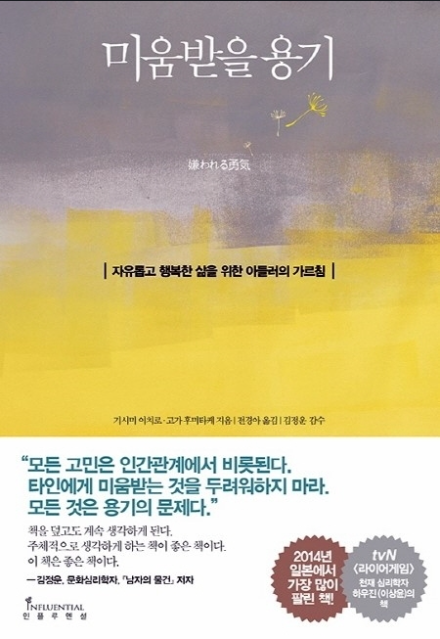 미움받을 용기
嫌われる勇気
자유롭고 행복한 삶을 위한 아들러의 가르침
기시미 이치로·고가 후미타케 지음 | 전경아 옮김 | 김정운 감수
“모든 고민은 인간관계에서 비롯된다.
타인에게 미움받는 것을 두려워하지 마라.
모든 것은 용기의 문제다.”
책을 덮고도 계속 생각하게 된다.
주체적으로 생각하게 하는 책이 좋은 책이다.
이 책은 좋은 책이다.
— 김정운, 문화심리학자, 『남자의 물건』 저자
2014년
일본에서
가장 많이
팔린 책!
tvN
<라이어게임>
천재 심리학자
하우진(이상윤)의
책
INFLUENTIAL
인플루엔셜